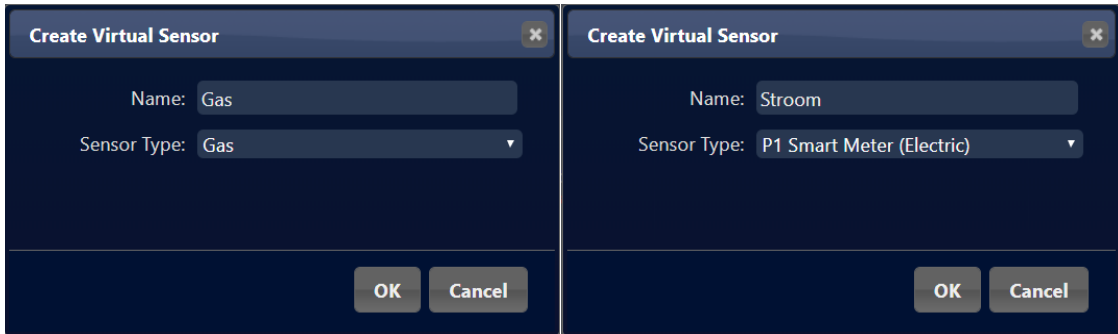 Create Virtual Sensor
Name: Gas
Sensor Type: Gas
OK Cancel
Create Virtual Sensor
Name: Stroom
Sensor Type: P1 Smart Meter (Electric)
OK Cancel